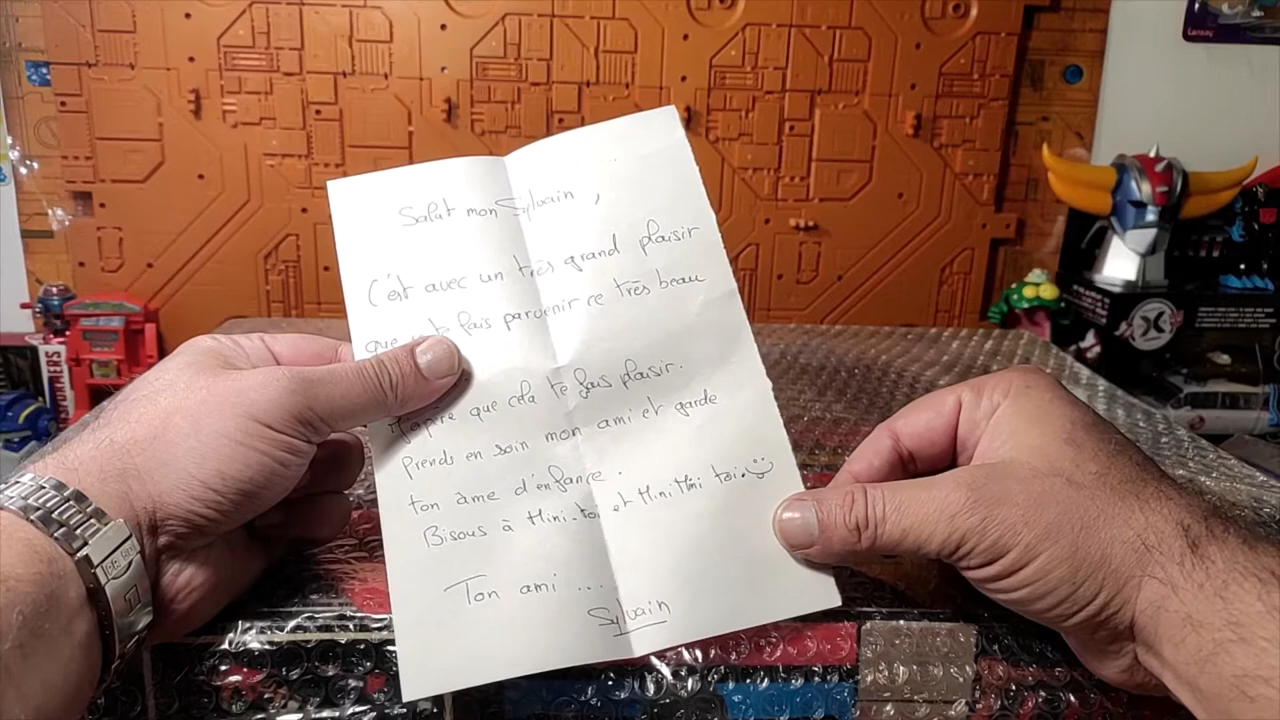 Salut mon Sylvain ,
C'est avec un très grand plaisir
que fais parvenir ce très beau
J'espère que cela te fais plaisir.
prends en soin mon ami et garde
ton âme d'enfance.
Bisous à Mini-toi et Mini Mini toi.
Ton ami ....
Sylvain
Lansay
FORMERS